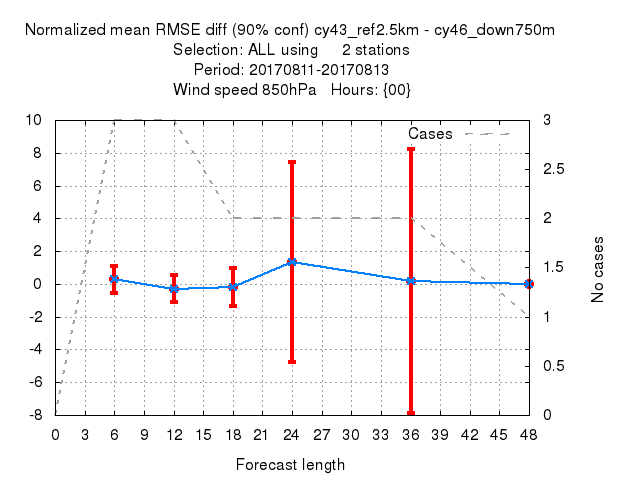 Normalized mean RMSE diff (90% conf) cy43_ref2.5km - cy46_down750m
Selection: ALL using 2 stations
Period: 20170811-20170813
Wind speed 850hPa Hours: {00}
Cases
10
8
6
4
2
0
-2
-4
-6
-8
3
2.5
2
1.5
1
0.5
0
No cases
0 3 6 9 12 15 18 21 24 27 30 33 36 39 42 45 48
Forecast length